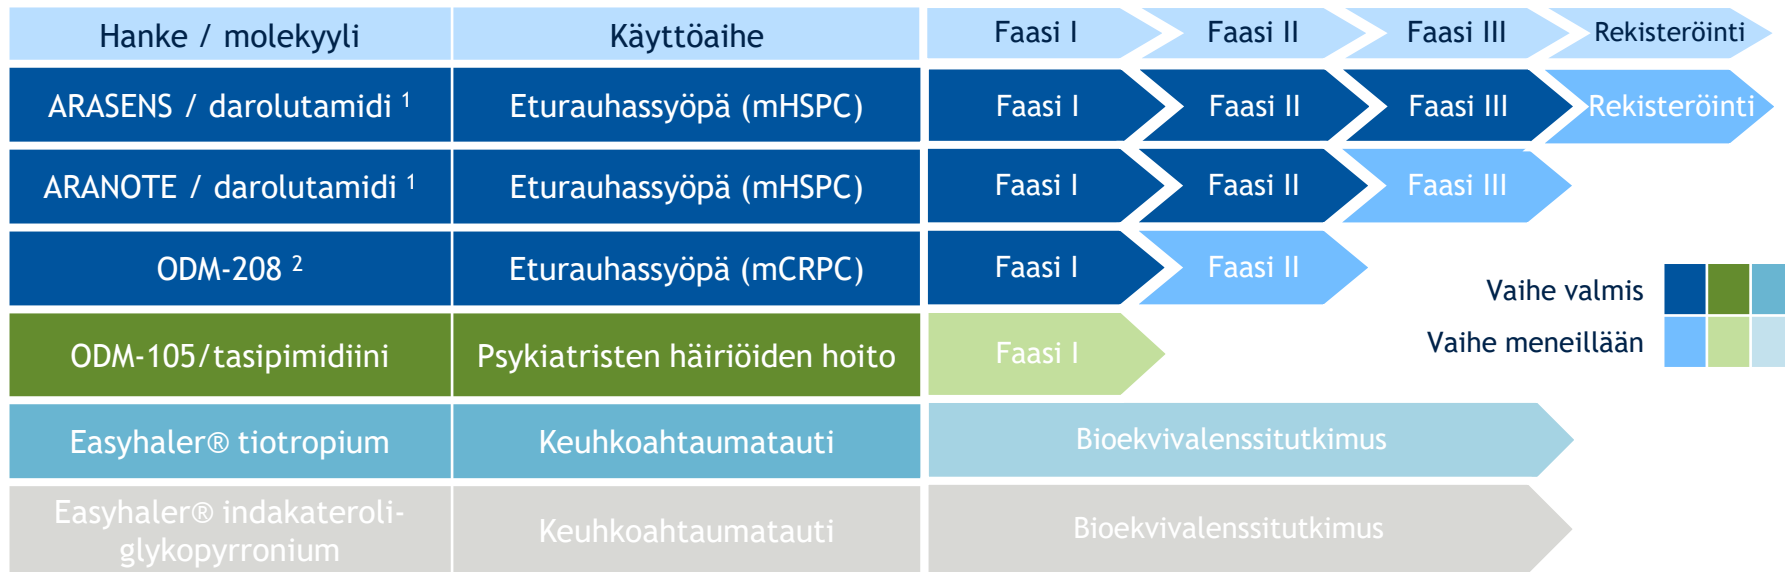 Hanke / molekyyli Käyttöaihe Faasi I Faasi II Faasi III Rekisteröinti
ARASENS / darolutamidi 1 Eturauhassyöpä (mHSPC) Faasi I Faasi II Faasi III Rekisteröinti
ARANOTE / darolutamidi 1 Eturauhassyöpä (mHSPC) Faasi I Faasi II Faasi III
ODM-208 2 Eturauhassyöpä (mCRPC) Faasi I Faasi II
Vaihe valmis
Vaihe meneillään
ODM-105/tasipimidiini Psykiatristen häiriöiden hoito Faasi I
Easyhaler® tiotropium Keuhkoahtaumatauti Bioekvivalenssitutkimus
Easyhaler® indakateroli-
glykopyrronium Keuhkoahtaumatauti Bioekvivalenssitutkimus